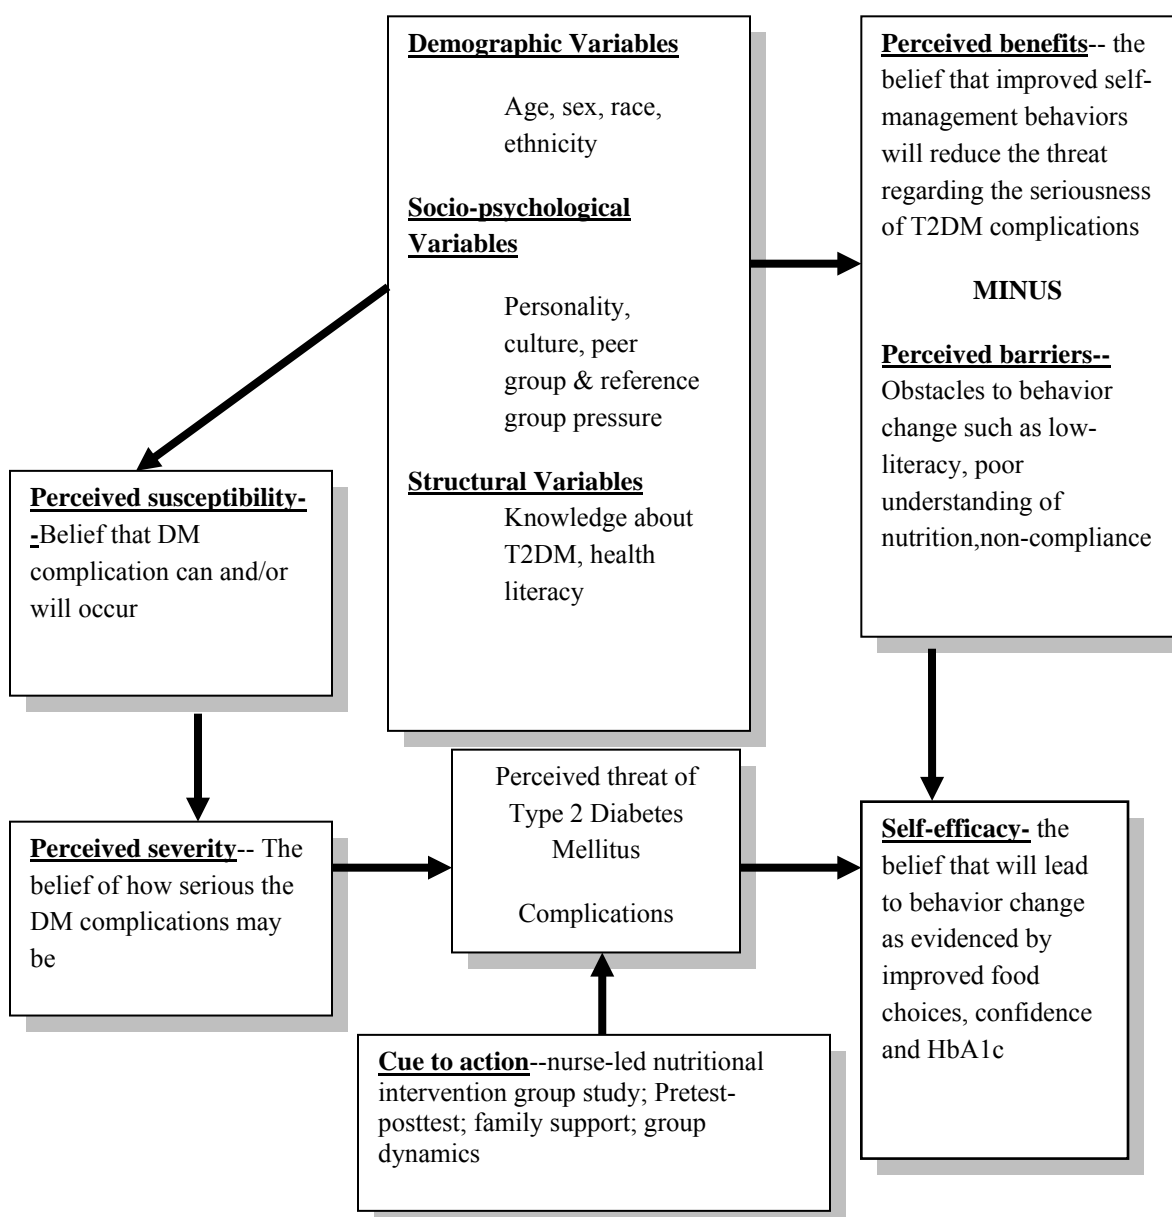 Demographic Variables
Age, sex, race,
ethnicity
Socio-psychological
Variables
Personality,
culture, peer
group & reference
group pressure
Structural Variables
Knowledge about
T2DM, health
literacy
Perceived benefits-- the
belief that improved self-
management behaviors
will reduce the threat
regarding the seriousness
of T2DM complications
MINUS
Perceived barriers--
Obstacles to behavior
change such as low-
literacy, poor
understanding of
nutrition,non-compliance
Perceived susceptibility-
-Belief that DM
complication can and/or
will occur
Perceived severity-- The
belief of how serious the
DM complications may
be
Perceived threat of
Type 2 Diabetes
Mellitus
Complications
Self-efficacy- the
belief that will lead
to behavior change
as evidenced by
improved food
choices, confidence
and HbA1c
Cue to action--nurse-led nutritional
intervention group study; Pretest-
posttest; family support; group
dynamics